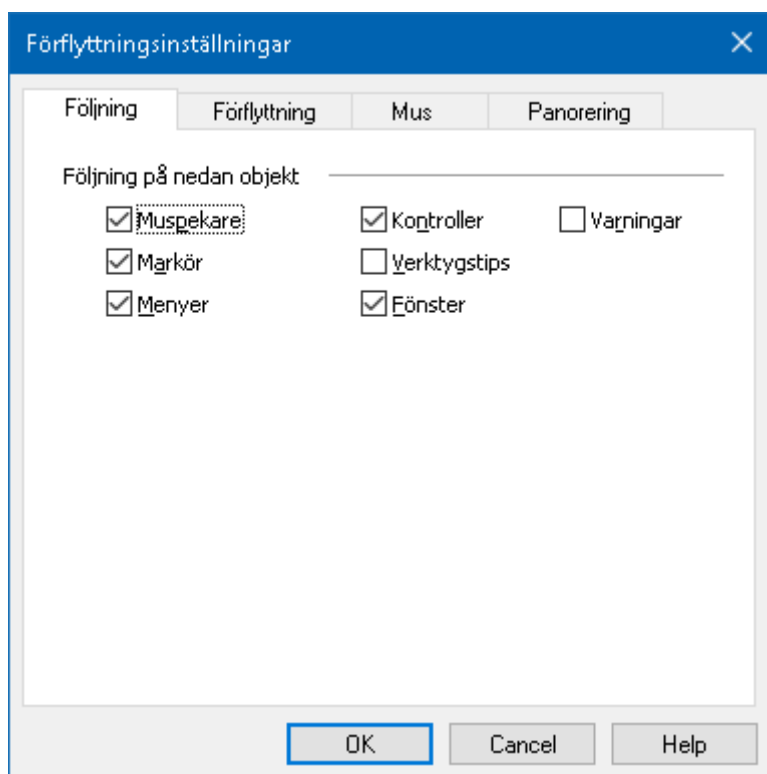 Förflyttningsinställningar
Följning Förflyttning Mus Panorering
Följning på nedan objekt
Muspekare Kontroller Varningar
Markör Verktygstips
Menyer Fönster
OK Cancel Help